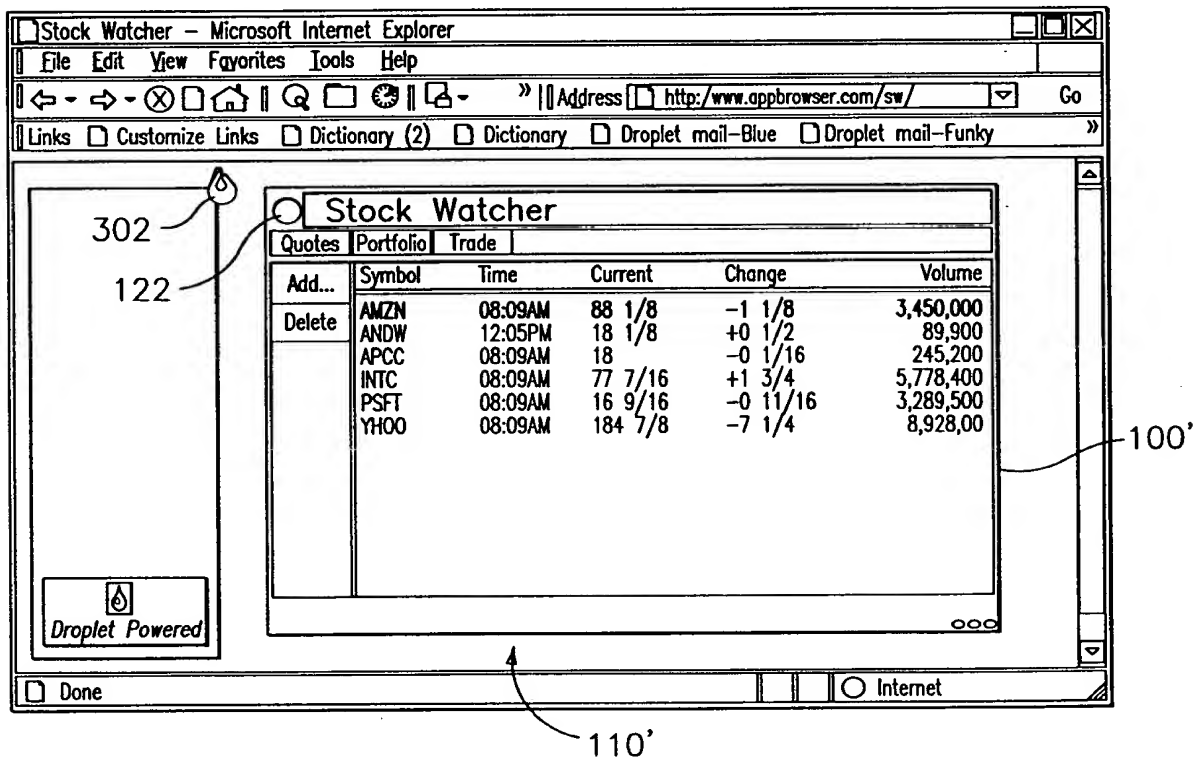 Stock Watcher – Microsoft Internet Explorer
File Edit View Favorites Tools Help
» Address http:/www.appbrowser.com/sw/ Go
Links Customize Links Dictionary (2) Dictionary Droplet mail–Blue Droplet mail–Funky »
302
122
Stock Watcher
Quotes Portfolio Trade
Add... Symbol Time Current Change Volume
Delete AMZN 08:09AM 88 1/8 –1 1/8 3,450,000
ANDW 12:05PM 18 1/8 +0 1/2 89,900
APCC 08:09AM 18 –0 1/16 245,200
INTC 08:09AM 77 7/16 +1 3/4 5,778,400
PSFT 08:09AM 16 9/16 –0 11/16 3,289,500
YHOO 08:09AM 184 7/8 –7 1/4 8,928,00
100'
Droplet Powered
Done Internet
110'